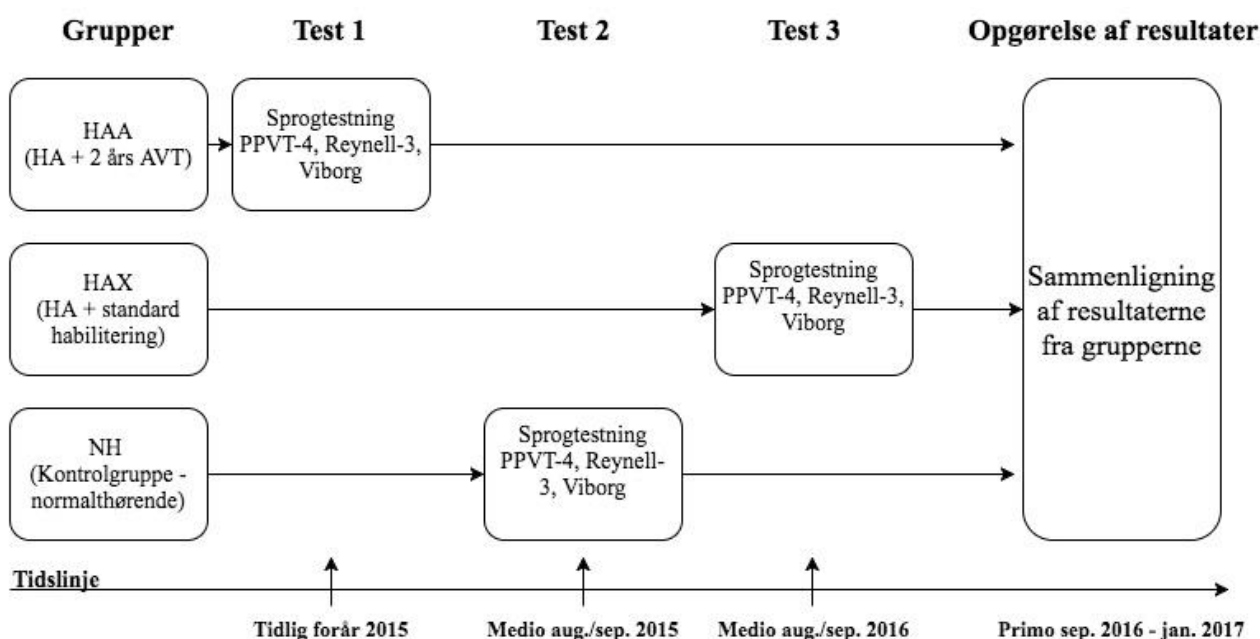 Grupper Test 1 Test 2 Test 3 Opgørelse af resultater
HAA
(HA + 2 års AVT)
Sprogtestning
PPVT-4, Reynell-3,
Viborg
HAX
(HA + standard
habilitering)
Sprogtestning
PPVT-4, Reynell-3,
Viborg
NH
(Kontrolgruppe -
normalthørende)
Sprogtestning
PPVT-4, Reynell-
3, Viborg
Sammenligning
af resultaterne
fra grupperne
Tidslinje
Tidlig forår 2015 Medio aug./sep. 2015 Medio aug./sep. 2016 Primo sep. 2016 - jan. 2017